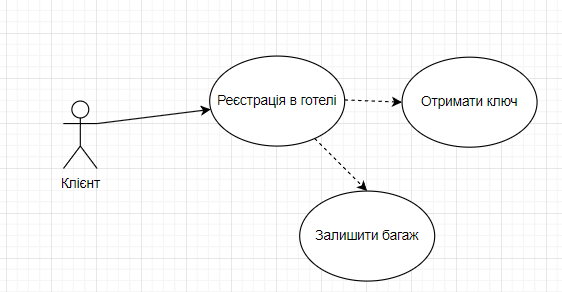 Реєстрація в готелі
Отримати ключ
Клієнт
Залишити багаж